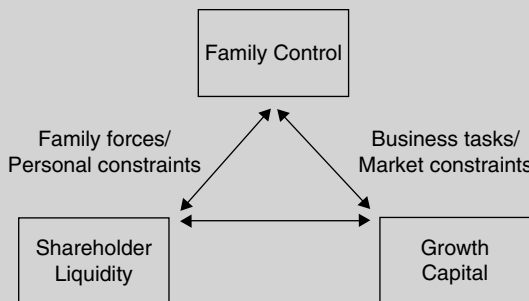 Family Control
Family forces/
Personal constraints
Business tasks/
Market constraints
Shareholder
Liquidity
Growth
Capital